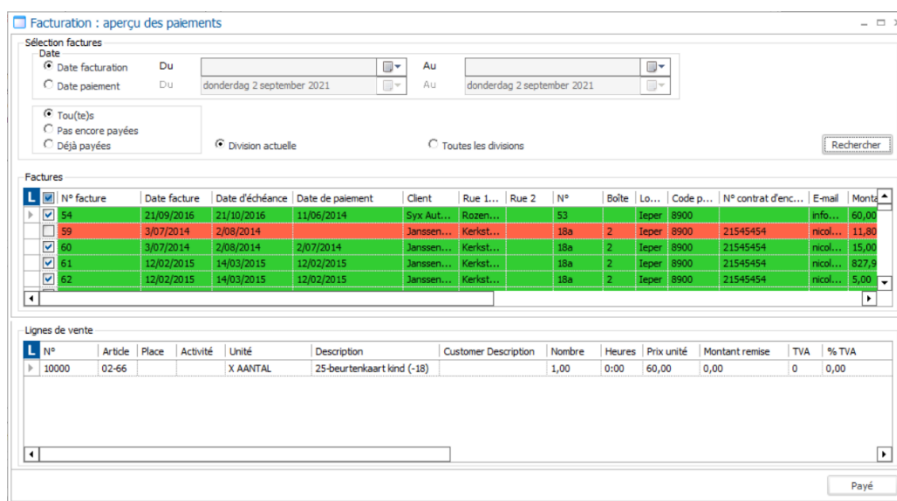 Facturation : aperçu des paiements
Sélection factures
Date
Date facturation Du Au
Date paiement Du donderdag 2 september 2021 Au donderdag 2 september 2021
Tou(te)s
Pas encore payées
Déjà payées Division actuelle Toutes les divisions Rechercher
Factures
L N° facture Date facture Date d'échéance Date de paiement Client Rue 1... Rue 2 N° Boîte Lo... Code p... N° contrat d'enc... E-mail Monta
54 21/09/2016 21/10/2016 11/06/2014 Syx Aut... Rozen... 53 Ieper 8900 info... 60,00
59 3/07/2014 2/08/2014 Janssen... Kerkst... 18a 2 Ieper 8900 21545454 nicol... 11,80
60 3/07/2014 2/08/2014 2/07/2014 Janssen... Kerkst... 18a 2 Ieper 8900 21545454 nicol... 15,00
61 12/02/2015 14/03/2015 12/02/2015 Janssen... Kerkst... 18a 2 Ieper 8900 21545454 nicol... 827,9
62 12/02/2015 14/03/2015 12/02/2015 Janssen... Kerkst... 18a 2 Ieper 8900 21545454 nicol... 5,00
Lignes de vente
L N° Article Place Activité Unité Description Customer Description Nombre Heures Prix unité Montant remise TVA % TVA
10000 02-66 X AANTAL 25-beurtenkaart kind (-18) 1,00 0:00 60,00 0,00 0 0,00
Payé